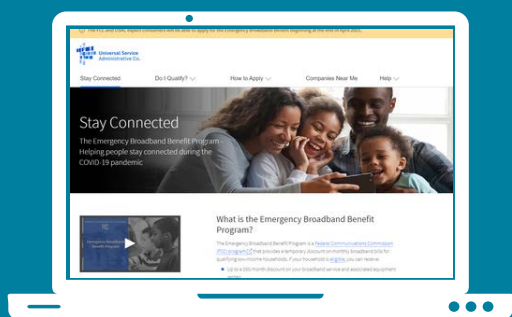 The FCC and USAC expect consumers will be able to apply for the Emergency Broadband Benefit beginning at the end of April 2021.
Universal Service
Administrative Co.
Stay Connected
Do I Qualify?
How to Apply
Companies Near Me
Help
Stay Connected
The Emergency Broadband Benefit Program -
Helping people stay connected during the
COVID-19 pandemic
What is the Emergency Broadband Benefit
Program?
Emergency Broadband
Benefit Program
The Emergency Broadband Benefit Program is a Federal Communications Commission
(FCC) program that provides a temporary discount on monthly broadband bills for
qualifying low-income households. If your household is eligible, you can receive:
Up to a $50/month discount on your broadband service and associated equipment